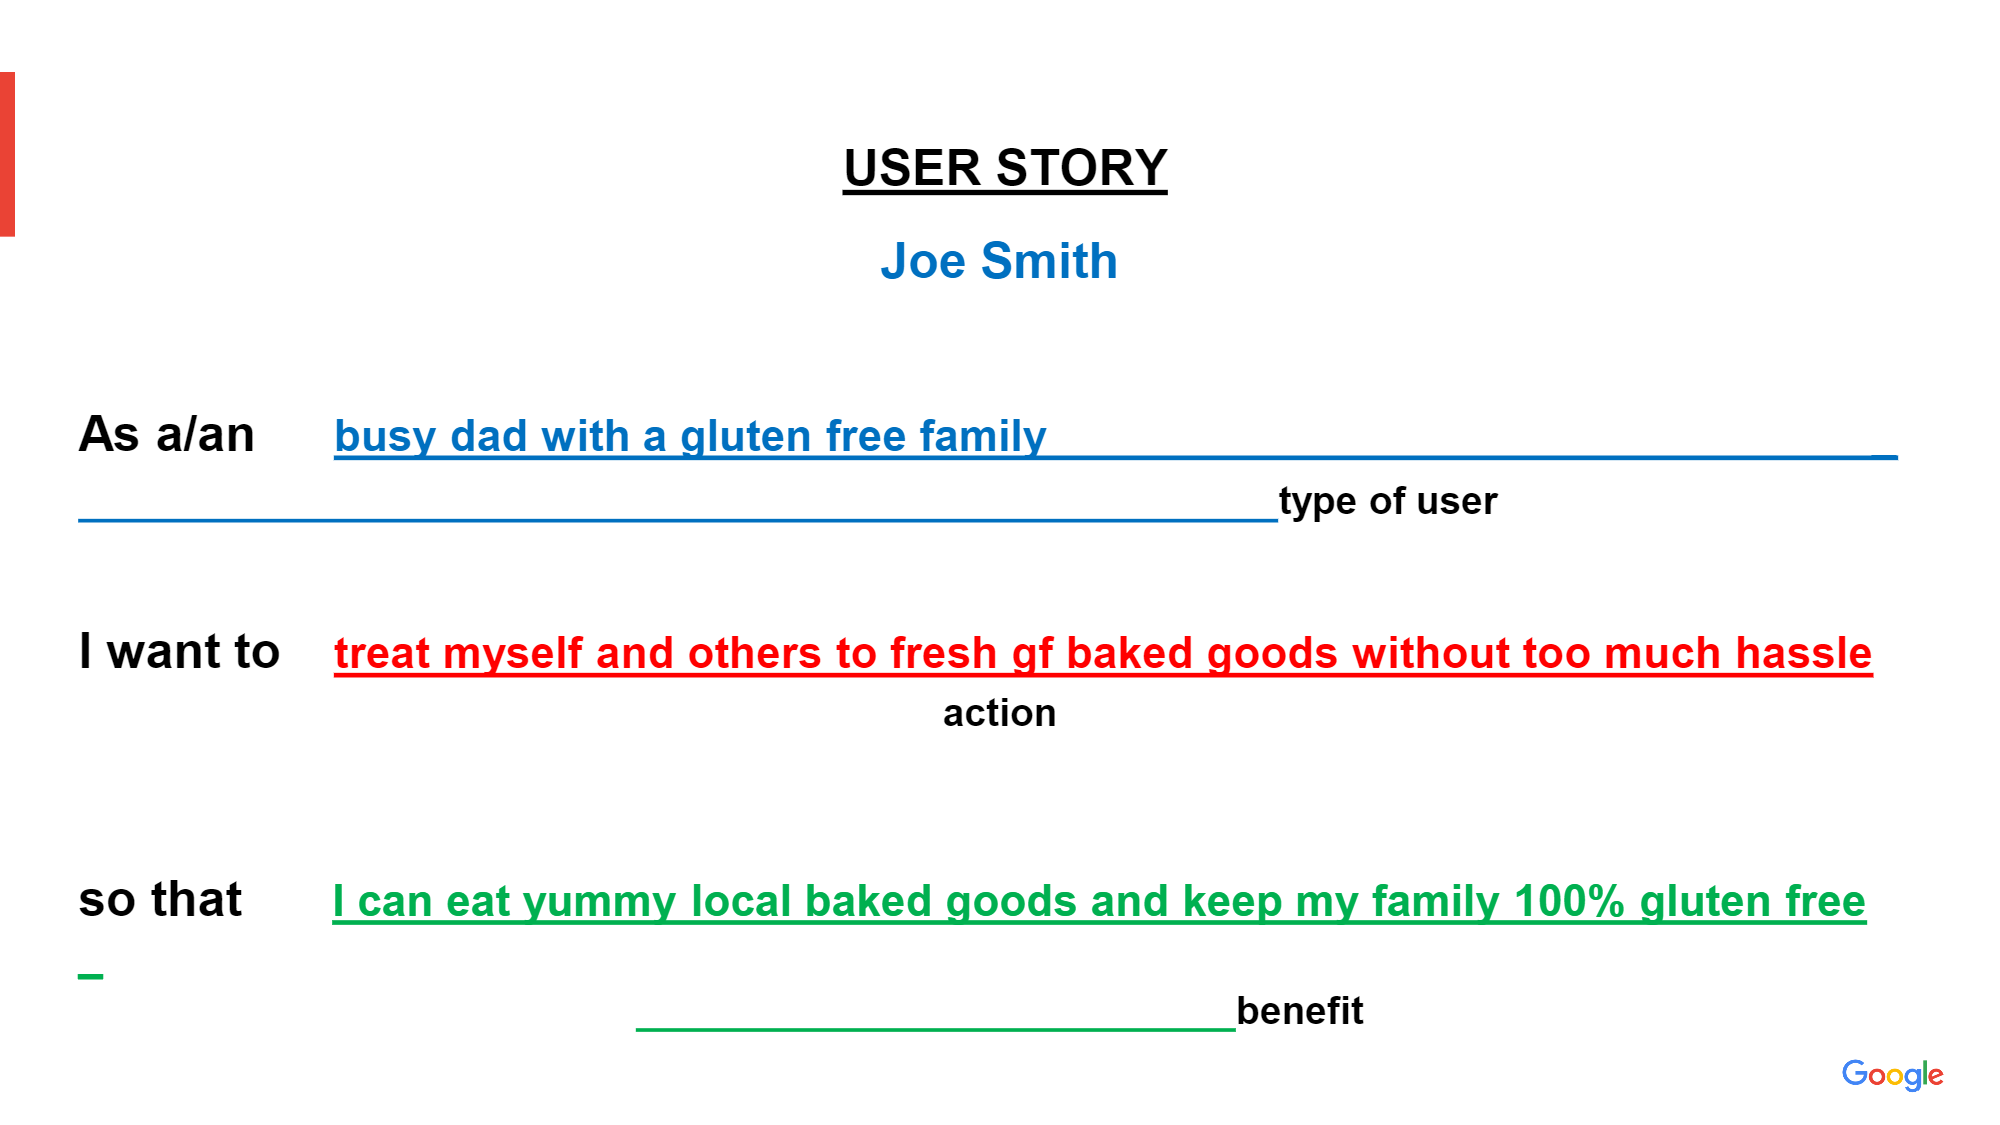 USER STORY
Joe Smith
As a/an busy dad with a gluten free family
type of user
I want to treat myself and others to fresh gf baked goods without too much hassle
action
so that I can eat yummy local baked goods and keep my family 100% gluten free
benefit
Google